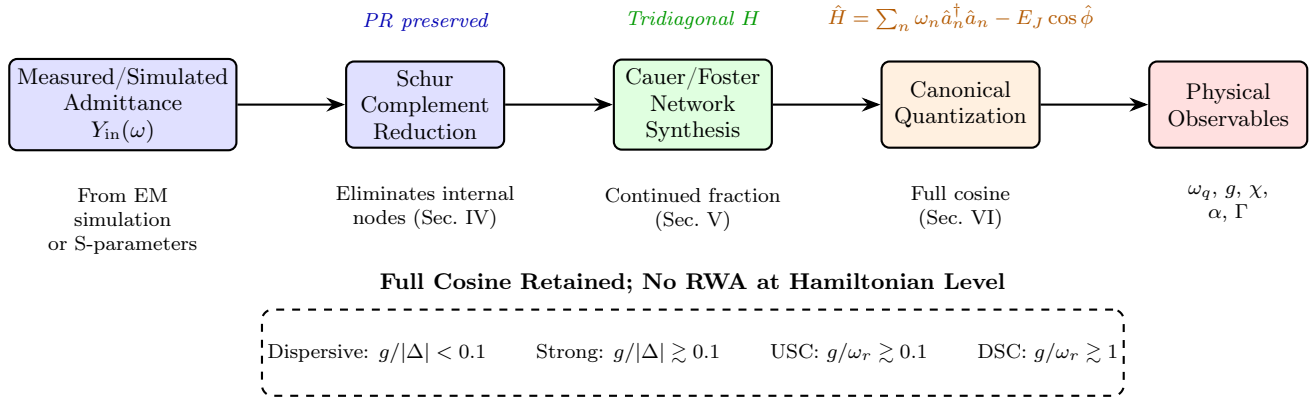 PR preserved
Tridiagonal H
Ĥ = ∑ₙ ωₙ âₙ† âₙ − E_J cos φ̂
Measured/Simulated
Admittance
Y_in(ω)
Schur
Complement
Reduction
Cauer/Foster
Network
Synthesis
Canonical
Quantization
Physical
Observables
From EM
simulation
or S-parameters
Eliminates internal
nodes (Sec. IV)
Continued fraction
(Sec. V)
Full cosine
(Sec. VI)
ω_q, g, χ,
α, Γ
Full Cosine Retained; No RWA at Hamiltonian Level
Dispersive: g/|Δ| < 0.1
Strong: g/|Δ| ≳ 0.1
USC: g/ω_r ≳ 0.1
DSC: g/ω_r ≳ 1